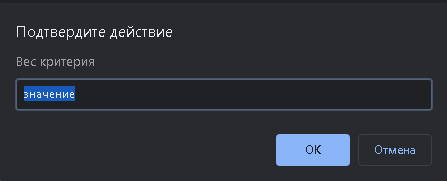 Подтвердите действие
Вес критерия
значение
OK
Отмена